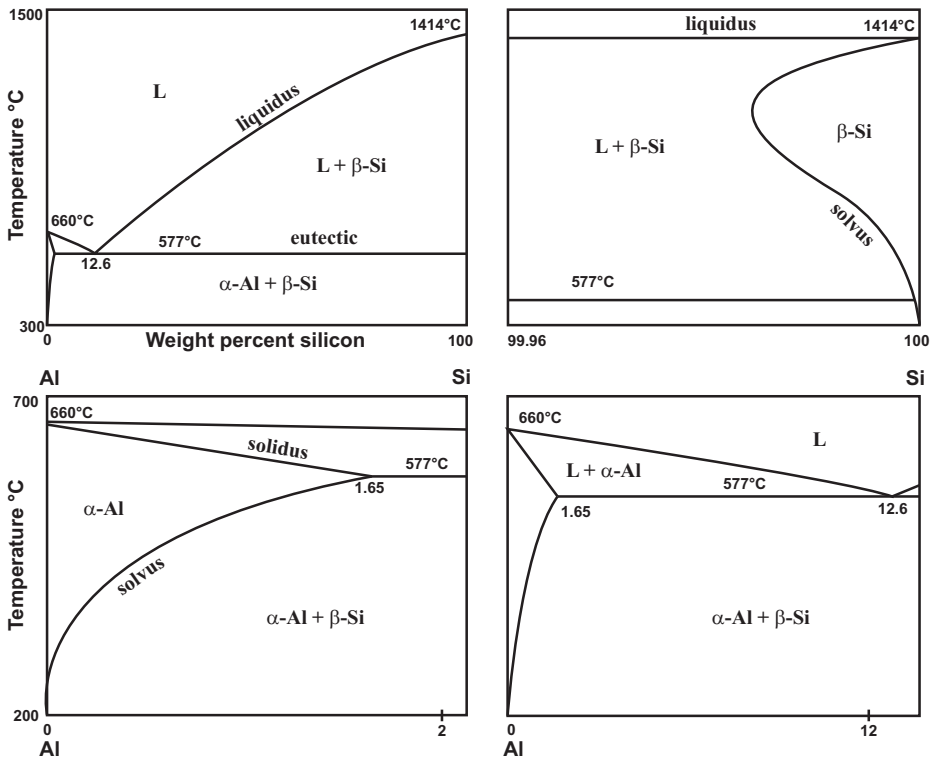 1500
1414°C
L
liquidus
L + β-Si
660°C
577°C
eutectic
12.6
α-Al + β-Si
300
0
Weight percent silicon
100
Temperature °C
Al
Si
liquidus
1414°C
L + β-Si
β-Si
solvus
577°C
99.96
100
Si
700
660°C
solidus
577°C
1.65
α-Al
solvus
α-Al + β-Si
Temperature °C
200
0
2
Al
660°C
L
L + α-Al
577°C
1.65
12.6
α-Al + β-Si
0
12
Al